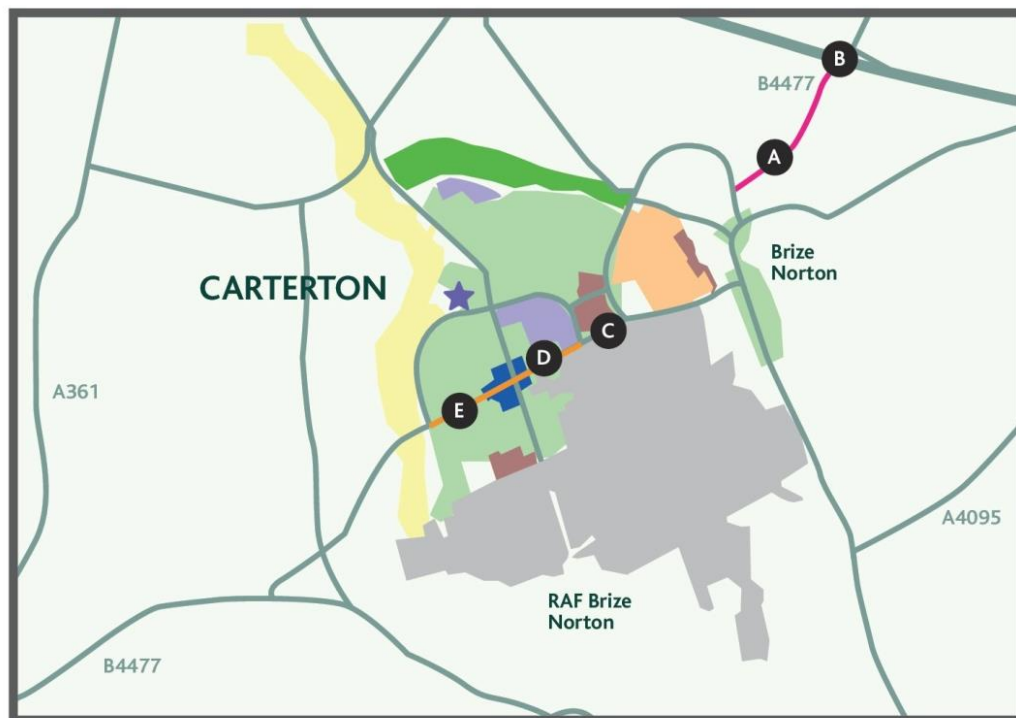 B
B4477
A
Brize
Norton
CARTERTON
C
D
A361
E
A4095
RAF Brize
Norton
B4477